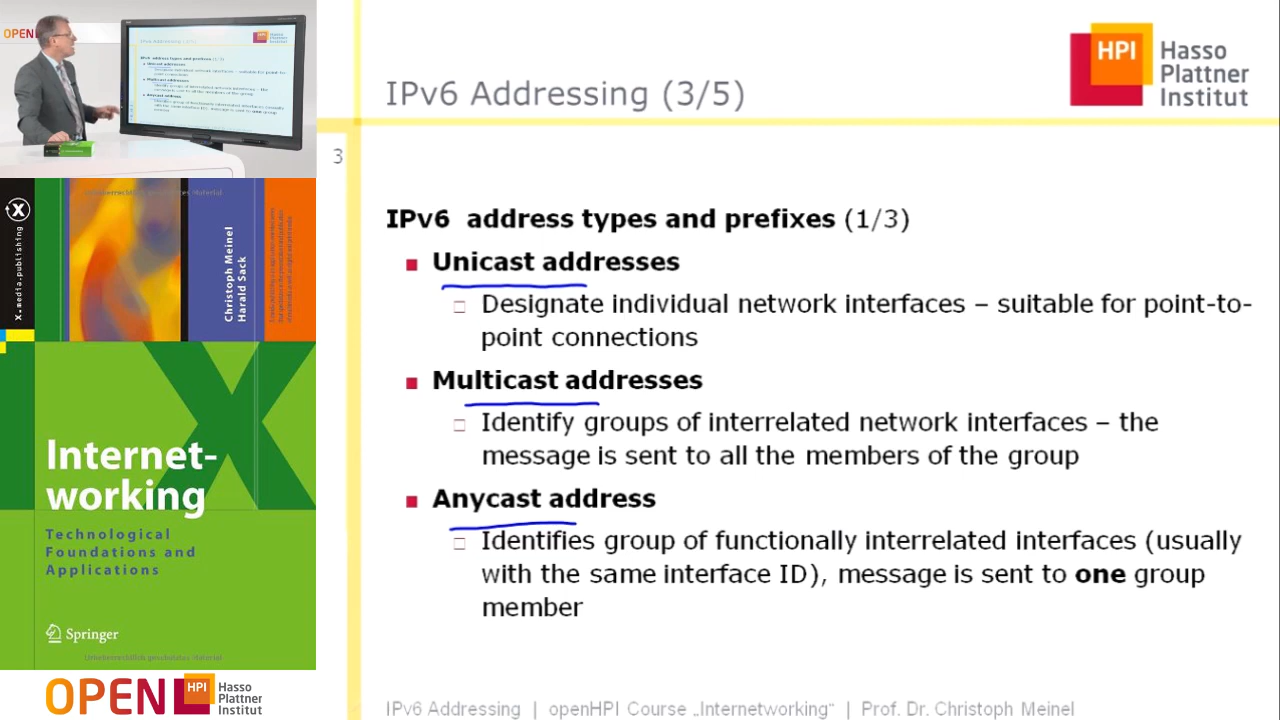 OPEN
IPv6 Addressing (3/5)
HPI
Hasso
Plattner
Institut
3
IPv6 address types and prefixes (1/3)
Unicast addresses
Designate individual network interfaces – suitable for point-to-
point connections
Multicast addresses
Identify groups of interrelated network interfaces – the
message is sent to all the members of the group
Anycast address
Identifies group of functionally interrelated interfaces (usually
with the same interface ID), message is sent to one group
member
IPv6 Addressing | openHPI Course „Internetworking“ | Prof. Dr. Christoph Meinel
X.media.publishing
Christoph Meinel
Harald Sack
Internet-
working
Technological
Foundations and
Applications
Springer
Urheberrechtlich geschütztes Material
OPEN HPI
Hasso
Plattner
Institut